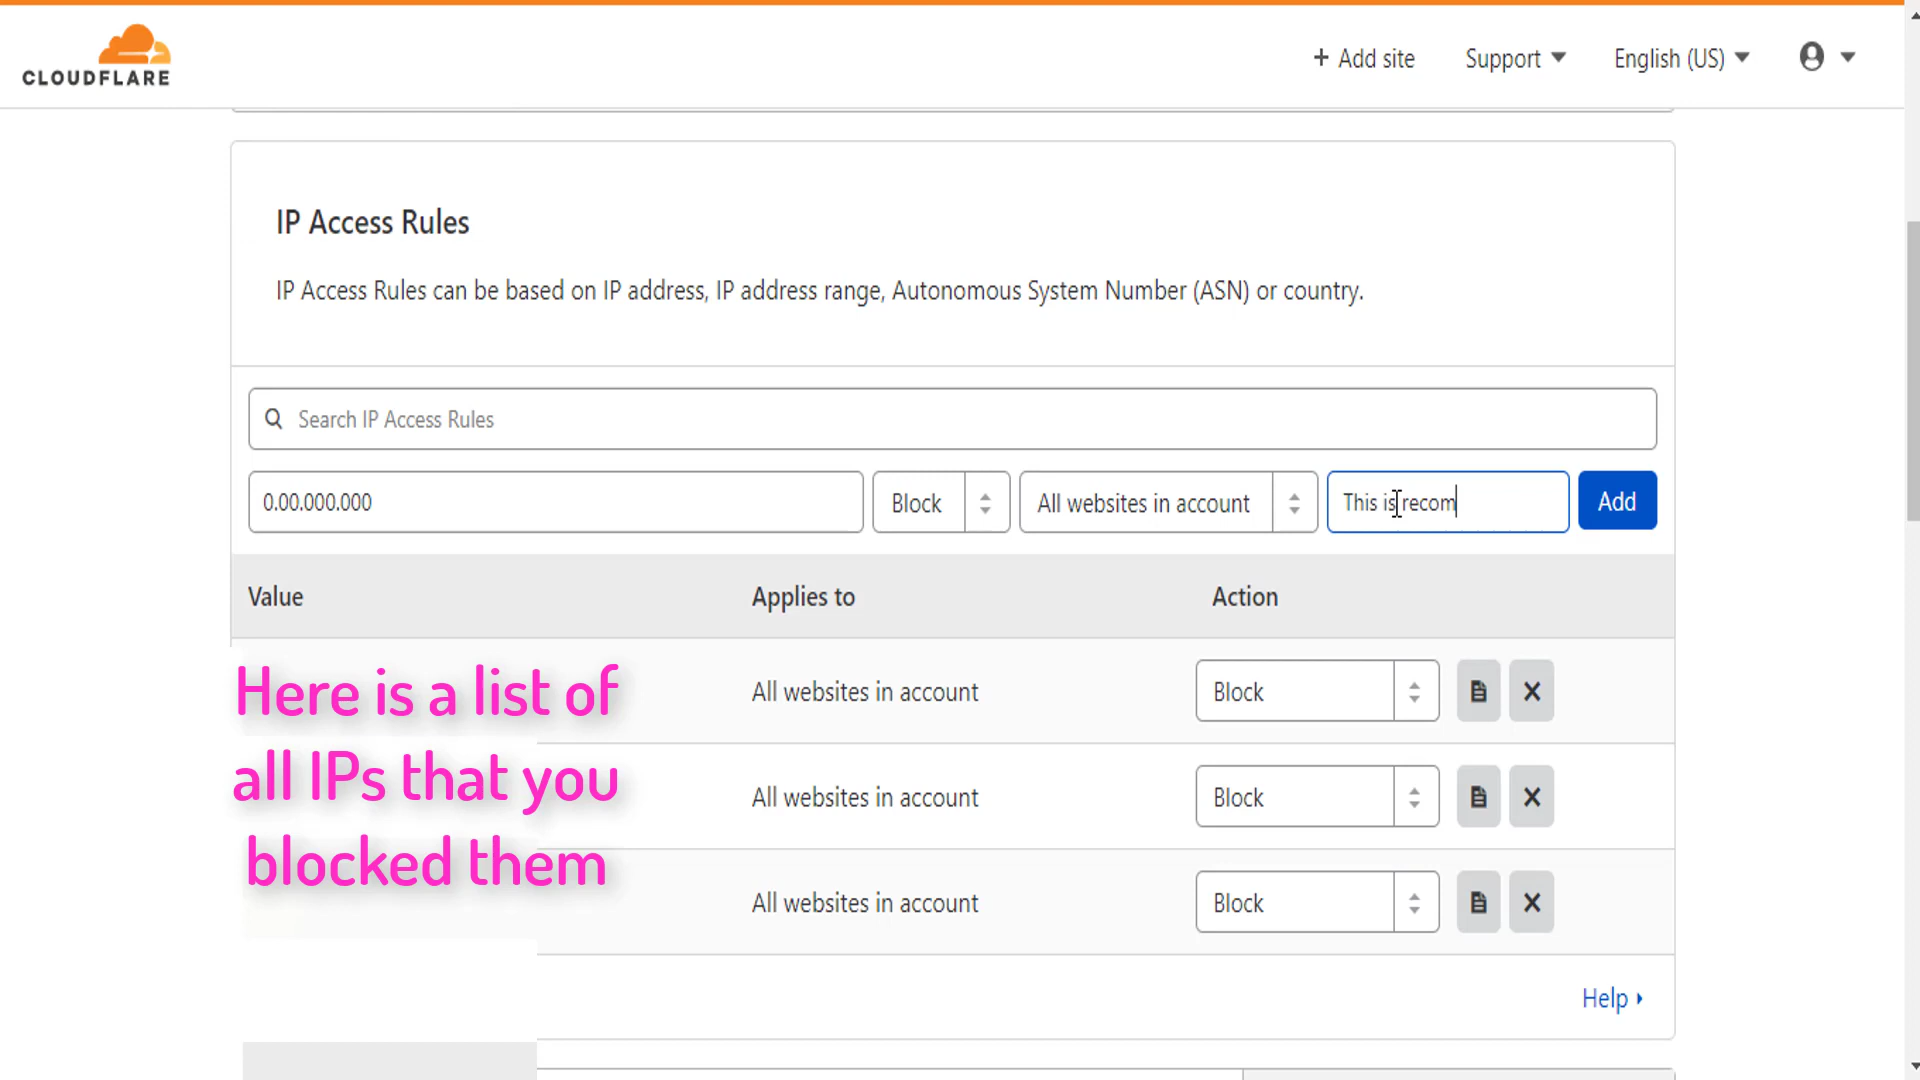 CLOUDFLARE
+ Add site
Support
English (US)
IP Access Rules
IP Access Rules can be based on IP address, IP address range, Autonomous System Number (ASN) or country.
Search IP Access Rules
0.00.000.000
Block
All websites in account
This is recom
Add
Value
Applies to
Action
All websites in account
Block
All websites in account
Block
All websites in account
Block
Here is a list of
all IPs that you
blocked them
Help